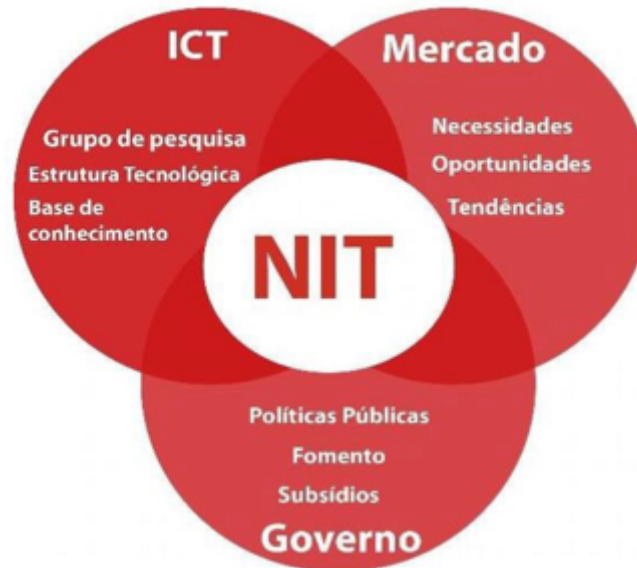 ICT
Grupo de pesquisa
Estrutura Tecnológica
Base de
conhecimento
Mercado
Necessidades
Oportunidades
Tendências
NIT
Políticas Públicas
Fomento
Subsídios
Governo